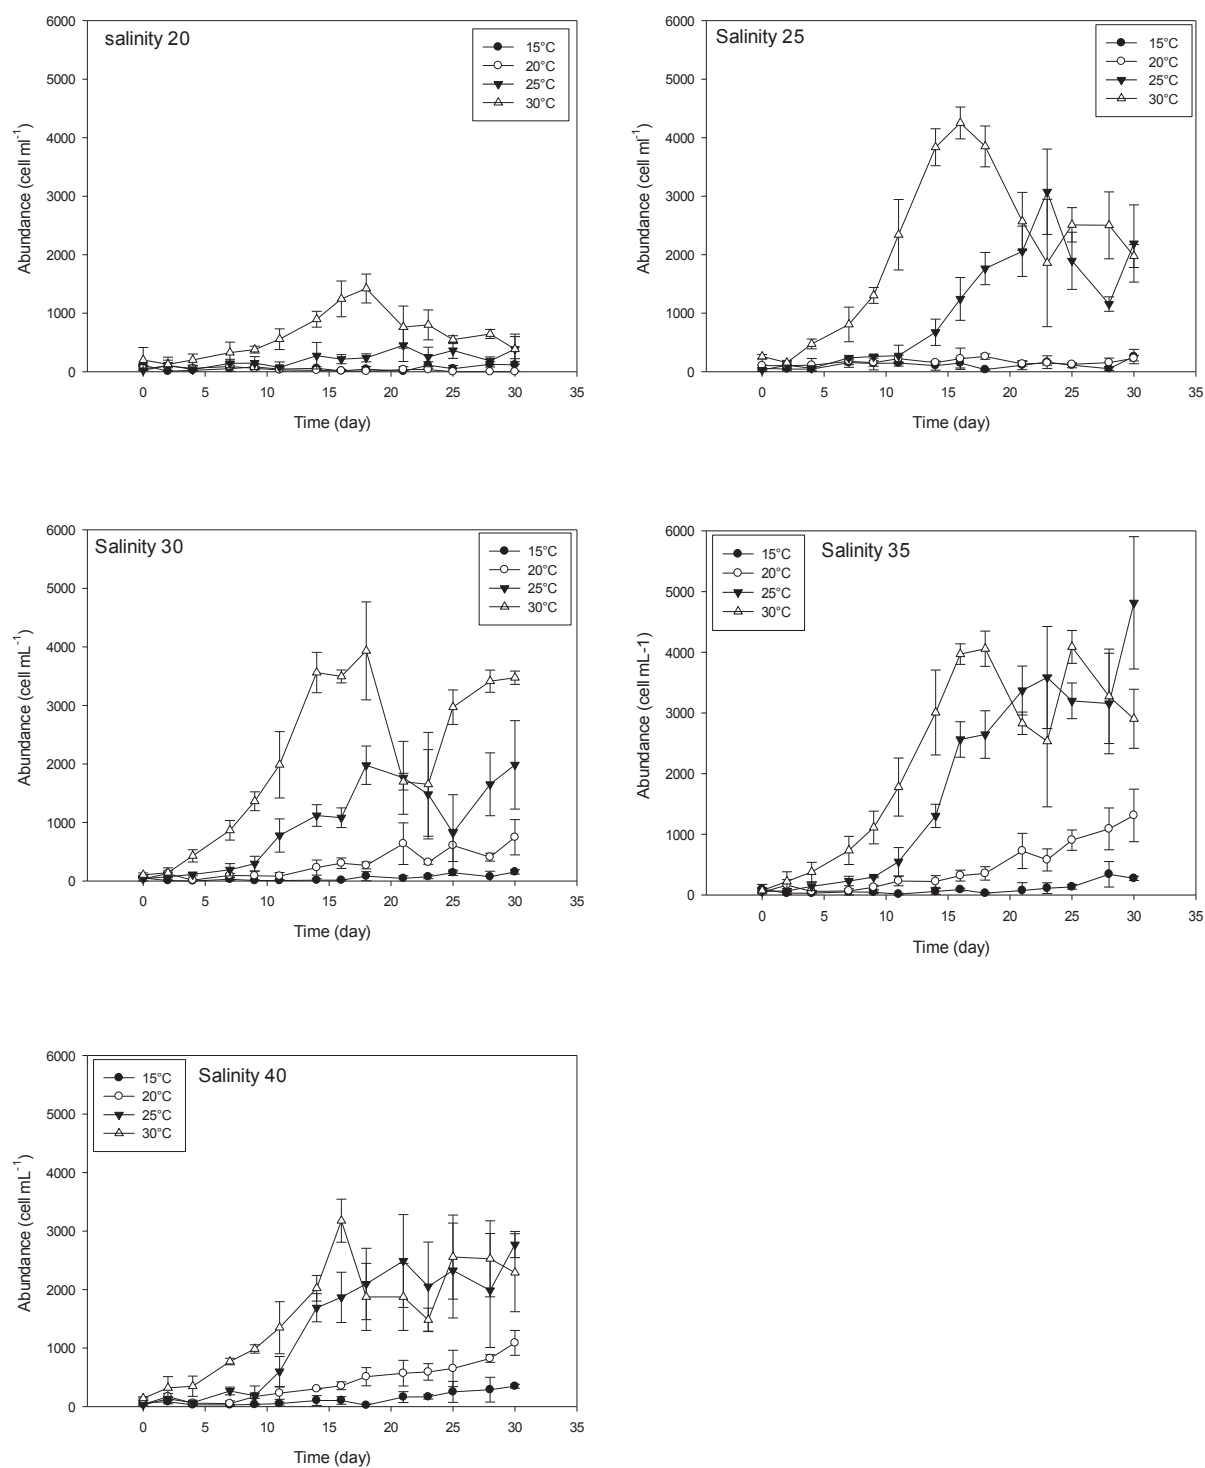 salinity 20
15°C
20°C
25°C
30°C
Abundance (cell ml⁻¹)
6000
5000
4000
3000
2000
1000
0
0 5 10 15 20 25 30 35
Time (day)
Salinity 25
15°C
20°C
25°C
30°C
Abundance (cell ml⁻¹)
6000
5000
4000
3000
2000
1000
0
0 5 10 15 20 25 30 35
Time (day)
Salinity 30
15°C
20°C
25°C
30°C
Abundance (cell mL⁻¹)
6000
5000
4000
3000
2000
1000
0
0 5 10 15 20 25 30 35
Time (day)
Salinity 35
15°C
20°C
25°C
30°C
Abundance (cell mL-1)
6000
5000
4000
3000
2000
1000
0
0 5 10 15 20 25 30 35
Time (day)
Salinity 40
15°C
20°C
25°C
30°C
Abundance (cell mL⁻¹)
6000
5000
4000
3000
2000
1000
0
0 5 10 15 20 25 30 35
Time (day)